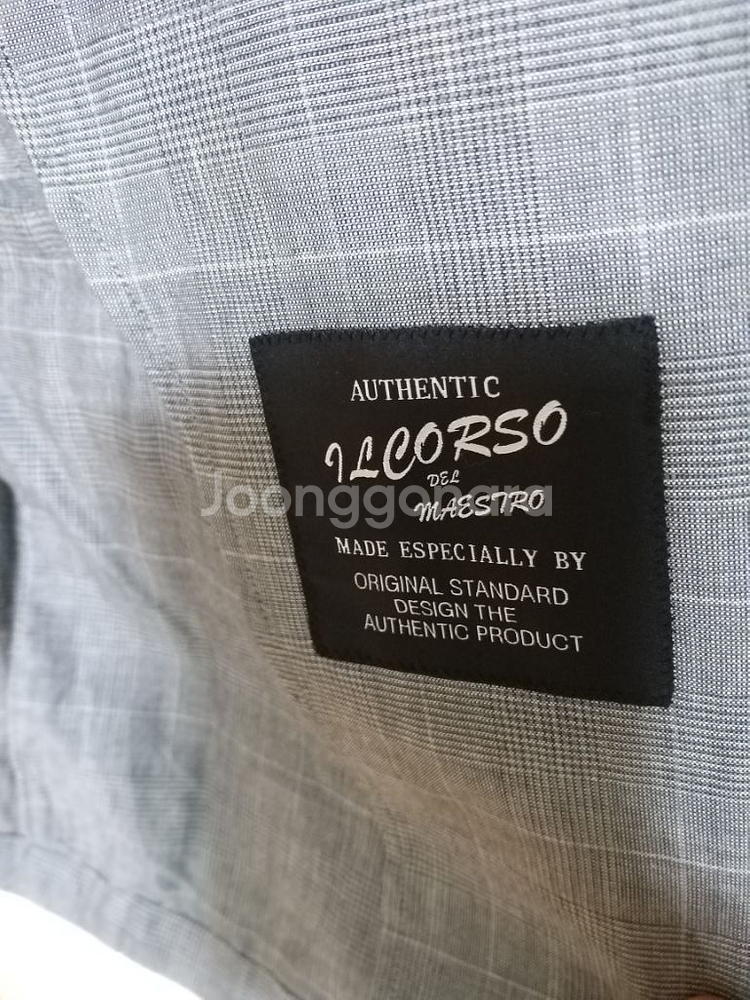 AUTHENTIC
ILCORSO
DEL
MAESTRO
Joonggonara
MADE ESPECIALLY BY
ORIGINAL STANDARD
DESIGN THE
AUTHENTIC PRODUCT